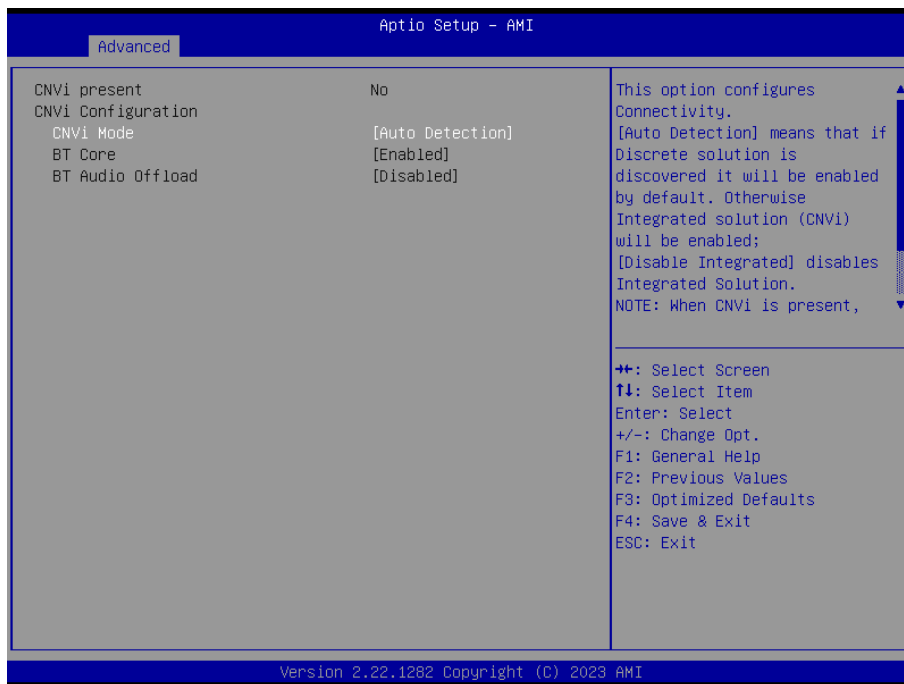 Aptio Setup - AMI
Advanced
CNVi present No
CNVi Configuration
CNVi Mode [Auto Detection]
BT Core [Enabled]
BT Audio Offload [Disabled]
This option configures
Connectivity.
[Auto Detection] means that if
Discrete solution is
discovered it will be enabled
by default. Otherwise
Integrated solution (CNVi)
will be enabled;
[Disable Integrated] disables
Integrated Solution.
NOTE: When CNVi is present,
→←: Select Screen
↑↓: Select Item
Enter: Select
+/-: Change Opt.
F1: General Help
F2: Previous Values
F3: Optimized Defaults
F4: Save & Exit
ESC: Exit
Version 2.22.1282 Copyright (C) 2023 AMI